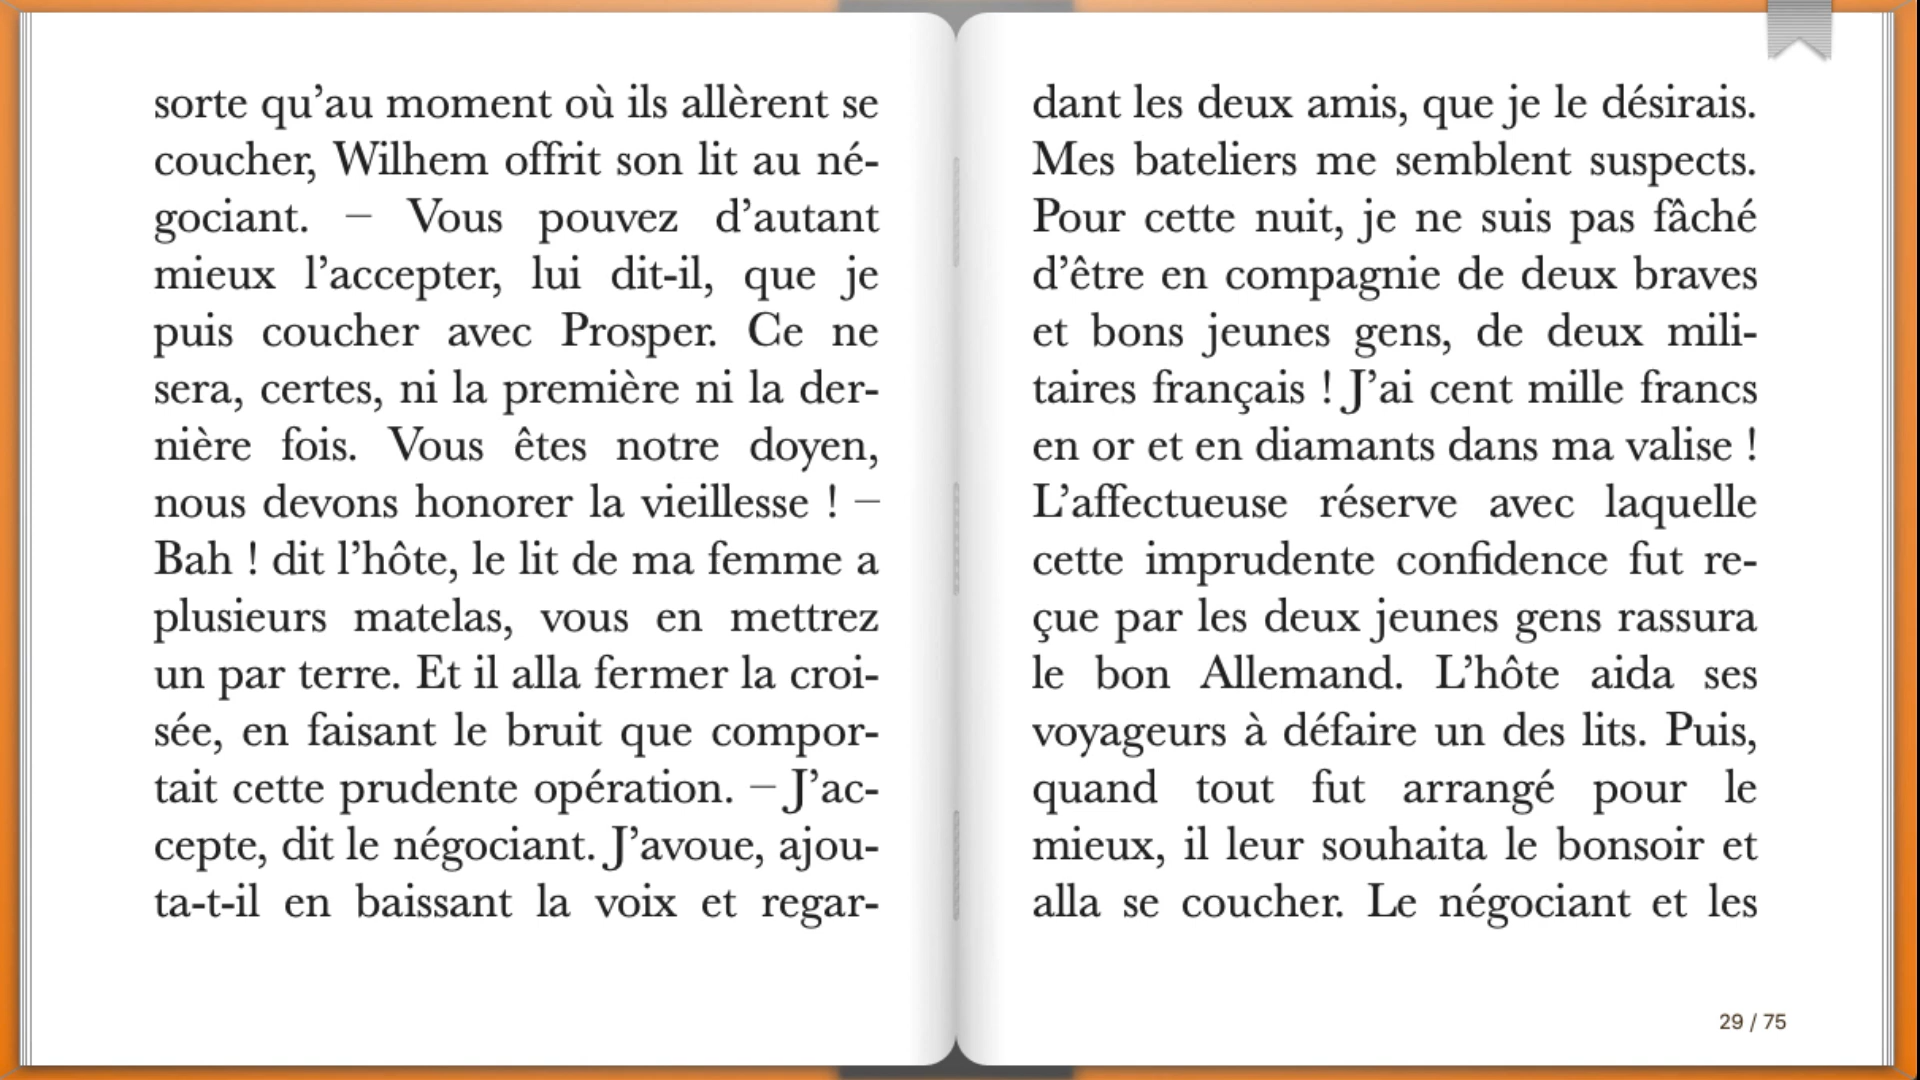 sorte qu’au moment où ils allèrent se
coucher, Wilhem offrit son lit au né-
gociant. – Vous pouvez d’autant
mieux l’accepter, lui dit-il, que je
puis coucher avec Prosper. Ce ne
sera, certes, ni la première ni la der-
nière fois. Vous êtes notre doyen,
nous devons honorer la vieillesse ! –
Bah ! dit l’hôte, le lit de ma femme a
plusieurs matelas, vous en mettrez
un par terre. Et il alla fermer la croi-
sée, en faisant le bruit que compor-
tait cette prudente opération. – J’ac-
cepte, dit le négociant. J’avoue, ajou-
ta-t-il en baissant la voix et regar-
dant les deux amis, que je le désirais.
Mes bateliers me semblent suspects.
Pour cette nuit, je ne suis pas fâché
d’être en compagnie de deux braves
et bons jeunes gens, de deux mili-
taires français ! J’ai cent mille francs
en or et en diamants dans ma valise !
L’affectueuse réserve avec laquelle
cette imprudente confidence fut re-
çue par les deux jeunes gens rassura
le bon Allemand. L’hôte aida ses
voyageurs à défaire un des lits. Puis,
quand tout fut arrangé pour le
mieux, il leur souhaita le bonsoir et
alla se coucher. Le négociant et les
29 / 75